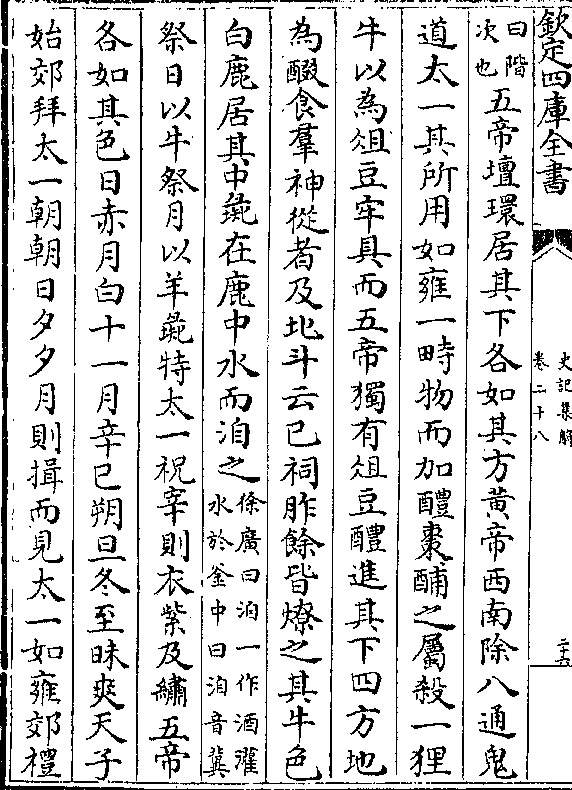 欽定四庫全書
史記集解
卷二十八
二十五
曰階
次也
五帝壇環居其下各如其方黃帝西南除八通鬼
道太一其所用如雍一畤物而加醴棗酺之屬殺一狸
牛以為俎豆牢具而五帝獨有俎豆醴進其下四方地
為醊食羣神從者及北斗云已祠胙餘皆燎之其牛色
白鹿居其中彘在鹿中水而洎之
徐廣曰洎一作酒灌
水於釜中曰洎音冀
祭日以牛祭月以羊彘特太一祝宰則衣紫及繡五帝
各如其色日赤月白十一月辛巳朔旦冬至昧爽天子
始郊拜太一朝朝日夕夕月則揖而見太一如雍郊禮